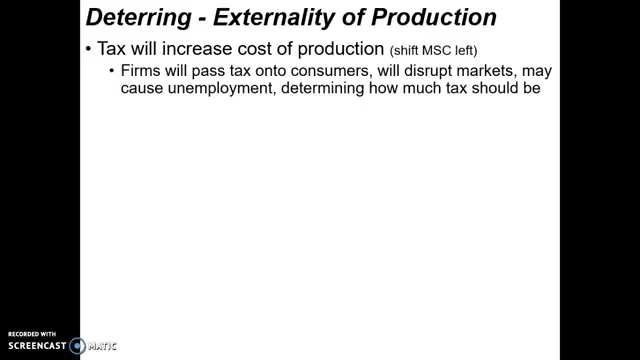 Deterring - Externality of Production
• Tax will increase cost of production (shift MSC left)
• Firms will pass tax onto consumers, will disrupt markets, may
cause unemployment, determining how much tax should be
RECORDED WITH
SCREENCAST MATIC